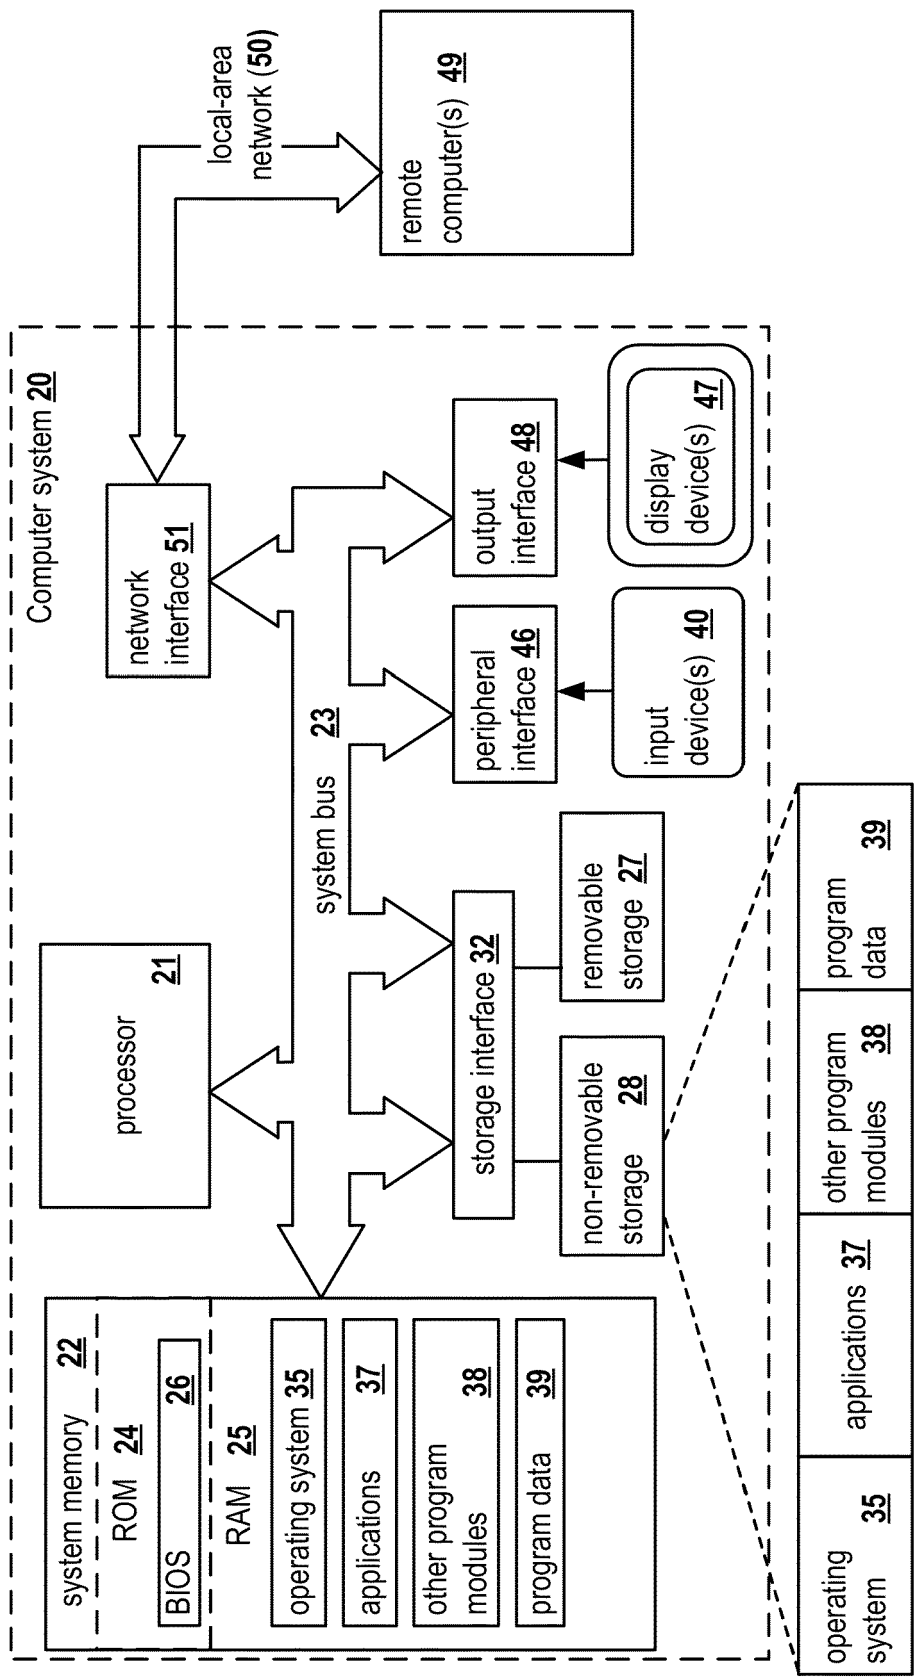 Computer system 20
system memory 22
ROM 24
BIOS 26
RAM 25
operating system 35
applications 37
other program
modules 38
program data 39
processor 21
network
interface 51
local-area
network (50)
remote
computer(s) 49
system bus 23
storage interface 32
non-removable
storage 28
removable
storage 27
peripheral
interface 46
output
interface 48
input
device(s) 40
display
device(s) 47
operating
system 35
applications 37
other program
modules 38
program
data 39